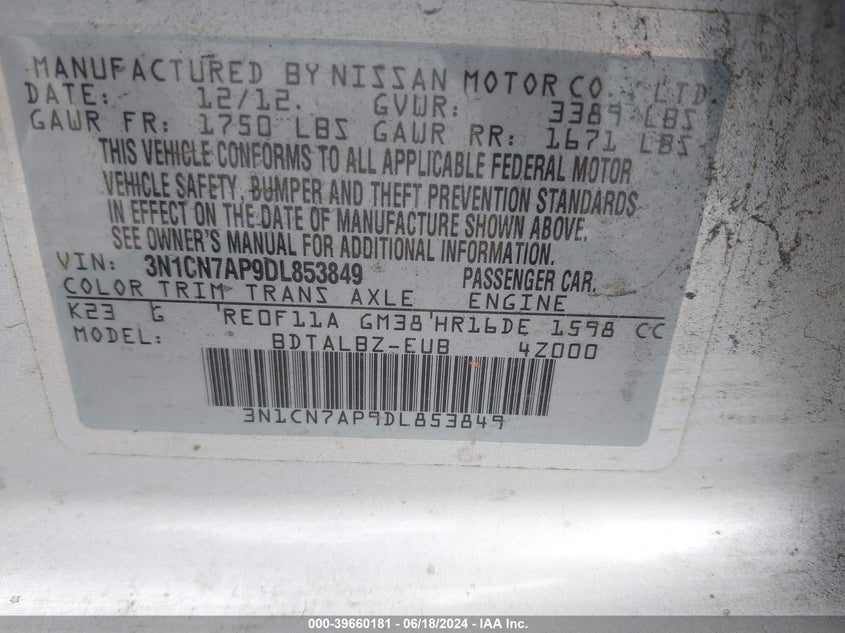 MANUFACTURED BY NISSAN MOTOR CO., LTD.
DATE: 12/12. GVWR: 3389 LBS
GAWR FR: 1750 LBS GAWR RR: 1671 LBS
THIS VEHICLE CONFORMS TO ALL APPLICABLE FEDERAL MOTOR
VEHICLE SAFETY, BUMPER AND THEFT PREVENTION STANDARDS
IN EFFECT ON THE DATE OF MANUFACTURE SHOWN ABOVE.
SEE OWNER'S MANUAL FOR ADDITIONAL INFORMATION.
VIN: 3N1CN7AP9DL853849 PASSENGER CAR.
COLOR TRIM TRANS AXLE ENGINE
K23 G RE0F11A GM38 HR16DE 1598 CC
MODEL: BDTALBZ-EUB 4Z000
3N1CN7AP9DL853849
000-39660181 - 06/18/2024 - IAA Inc.